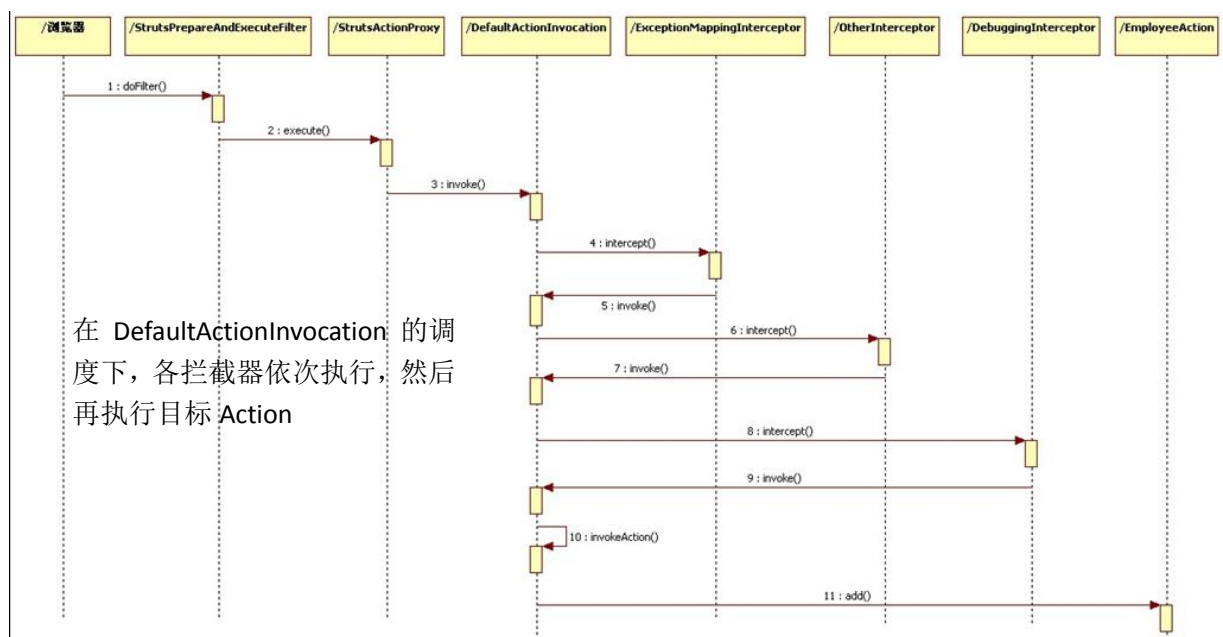 /浏览器
/StrutsPrepareAndExecuteFilter
/StrutsActionProxy
/DefaultActionInvocation
/ExceptionMappingInterceptor
/OtherInterceptor
/DebuggingInterceptor
/EmployeeAction
1 : doFilter()
2 : execute()
3 : invoke()
4 : intercept()
5 : invoke()
6 : intercept()
7 : invoke()
在 DefaultActionInvocation 的调
度下，各拦截器依次执行，然后
再执行目标 Action
8 : intercept()
9 : invoke()
10 : invokeAction()
11 : add()